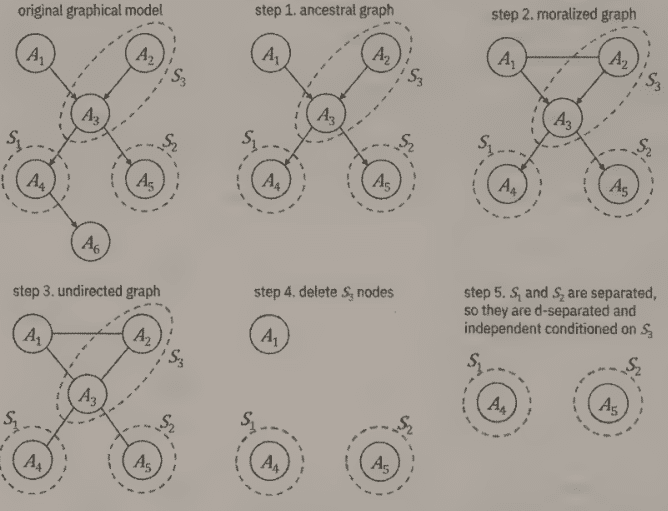 original graphical model
A₁
A₂
S₃
A₃
S₁
S₂
A₄
A₅
A₆
step 1. ancestral graph
A₁
A₂
S₃
A₃
S₁
S₂
A₄
A₅
step 2. moralized graph
A₁
A₂
S₃
A₃
S₁
S₂
A₄
A₅
step 3. undirected graph
A₁
A₂
S₃
A₃
S₁
S₂
A₄
A₅
step 4. delete S₃ nodes
A₁
S₁
S₂
A₄
A₅
step 5. S₁ and S₂ are separated,
so they are d-separated and
independent conditioned on S₃
S₁
S₂
A₄
A₅